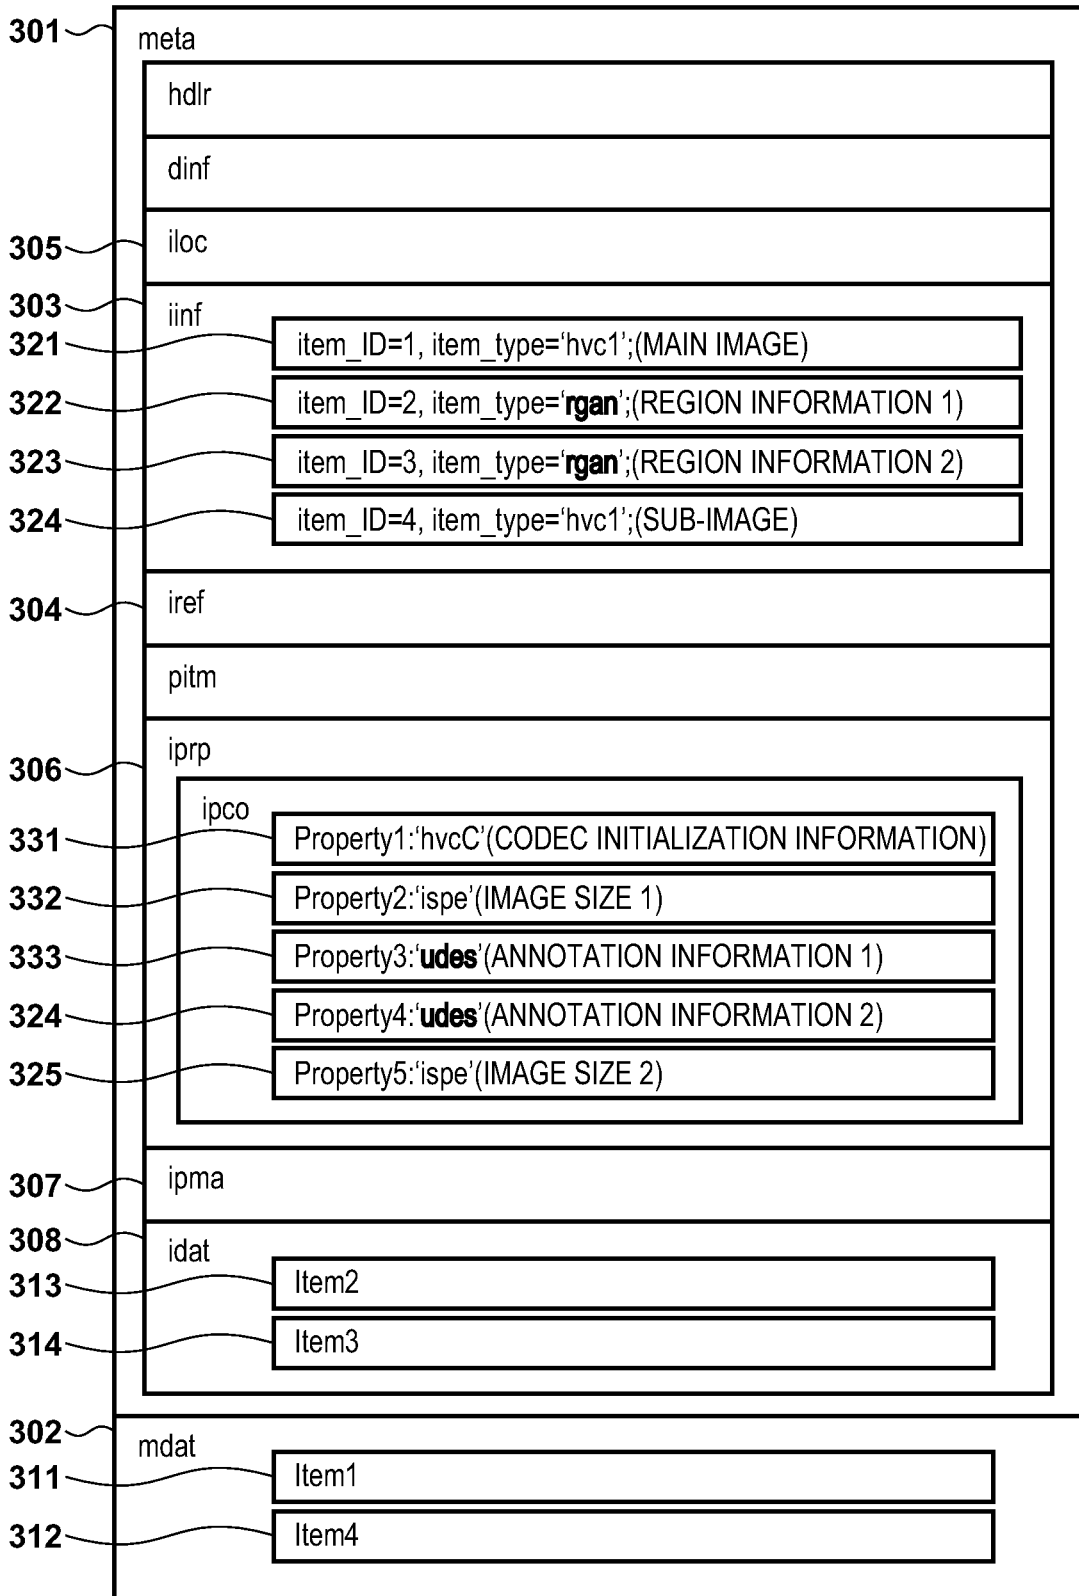 301 meta
hdlr
dinf
305 iloc
303 iinf
321 item_ID=1, item_type=‘hvc1’;(MAIN IMAGE)
322 item_ID=2, item_type=‘rgan’;(REGION INFORMATION 1)
323 item_ID=3, item_type=‘rgan’;(REGION INFORMATION 2)
324 item_ID=4, item_type=‘hvc1’;(SUB-IMAGE)
304 iref
pitm
306 iprp
ipco
331 Property1:‘hvcC’(CODEC INITIALIZATION INFORMATION)
332 Property2:‘ispe’(IMAGE SIZE 1)
333 Property3:‘udes’(ANNOTATION INFORMATION 1)
324 Property4:‘udes’(ANNOTATION INFORMATION 2)
325 Property5:‘ispe’(IMAGE SIZE 2)
307 ipma
308 idat
313 Item2
314 Item3
302 mdat
311 Item1
312 Item4